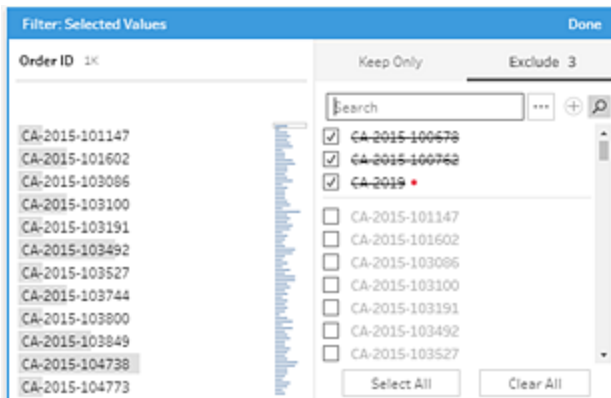 Filter: Selected Values Done
Order ID 1K
Keep Only Exclude 3
Search
CA-2015-100678
CA-2015-100762
CA-2019
CA-2015-101147
CA-2015-101602
CA-2015-103086
CA-2015-103100
CA-2015-103191
CA-2015-103492
CA-2015-103527
CA-2015-103744
CA-2015-103800
CA-2015-103849
CA-2015-104738
CA-2015-104773
CA-2015-101147
CA-2015-101602
CA-2015-103086
CA-2015-103100
CA-2015-103191
CA-2015-103492
CA-2015-103527
Select All Clear All